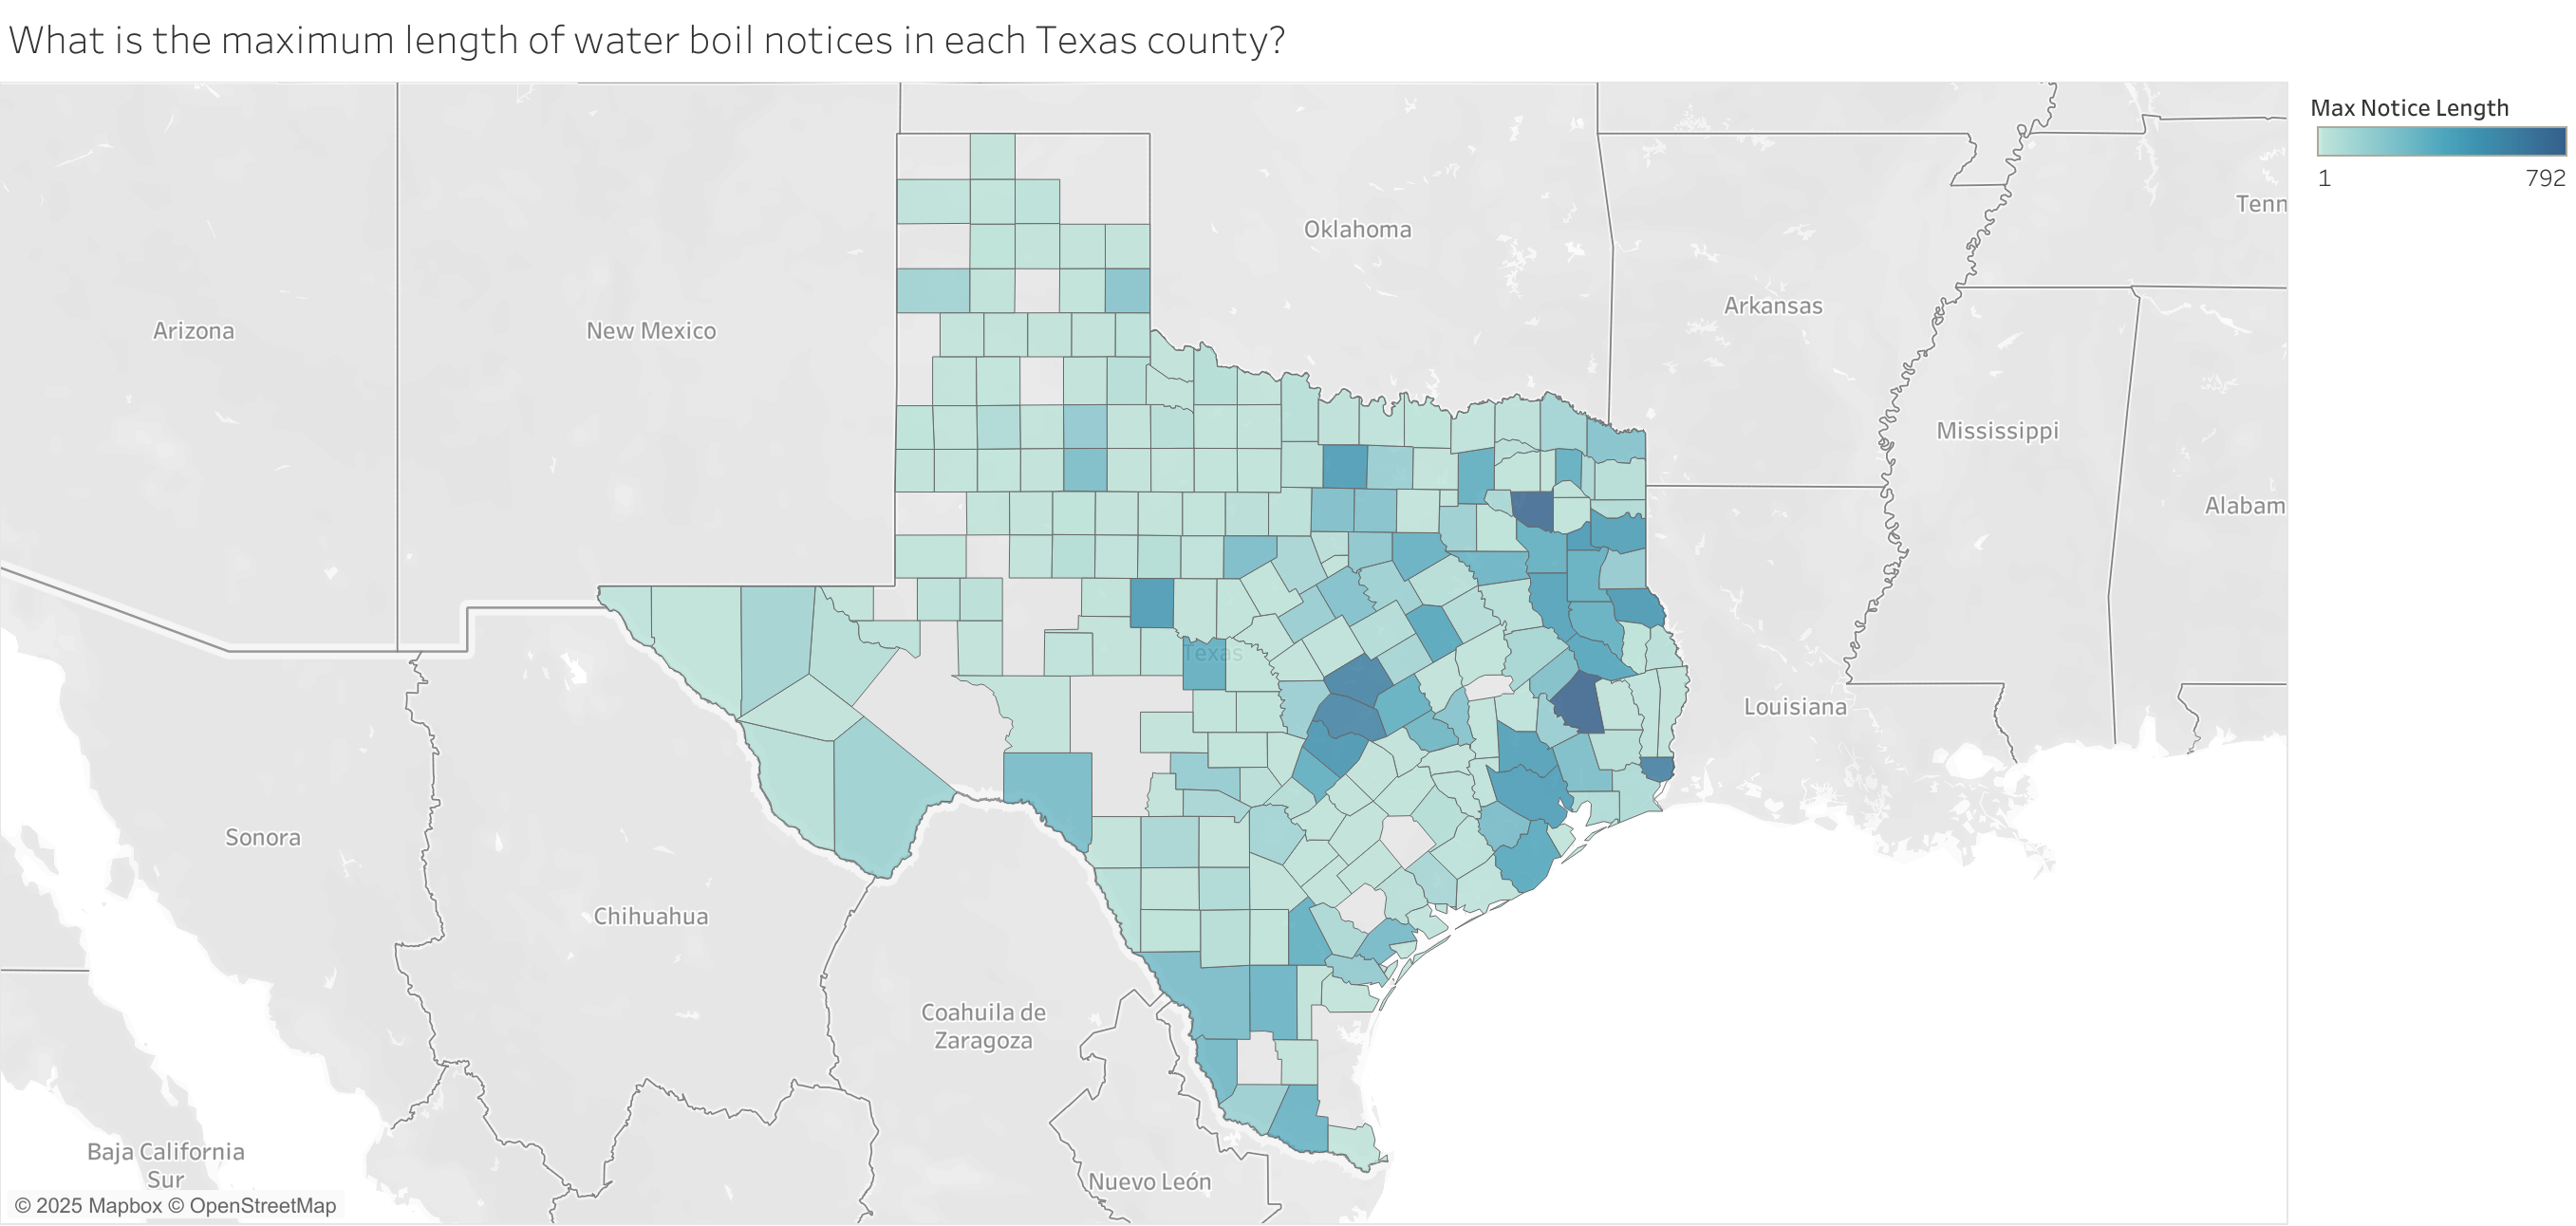 What is the maximum length of water boil notices in each Texas county?
Max Notice Length
1
792
Tenn
Oklahoma
Arkansas
Arizona
New Mexico
Mississippi
Alabam
Texas
Louisiana
Sonora
Chihuahua
Coahuila de
Zaragoza
Baja California
Sur
Nuevo León
© 2025 Mapbox © OpenStreetMap